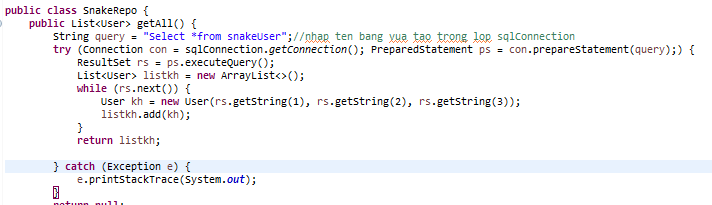 public class SnakeRepo {
public List<User> getAll() {
String query = "Select *from snakeUser";//nhap ten bang vua tao trong lop sqlConnection
try (Connection con = sqlConnection.getConnection(); PreparedStatement ps = con.prepareStatement(query);) {
ResultSet rs = ps.executeQuery();
List<User> listkh = new ArrayList<>();
while (rs.next()) {
User kh = new User(rs.getString(1), rs.getString(2), rs.getString(3));
listkh.add(kh);
}
return listkh;
} catch (Exception e) {
e.printStackTrace(System.out);
}
return null;